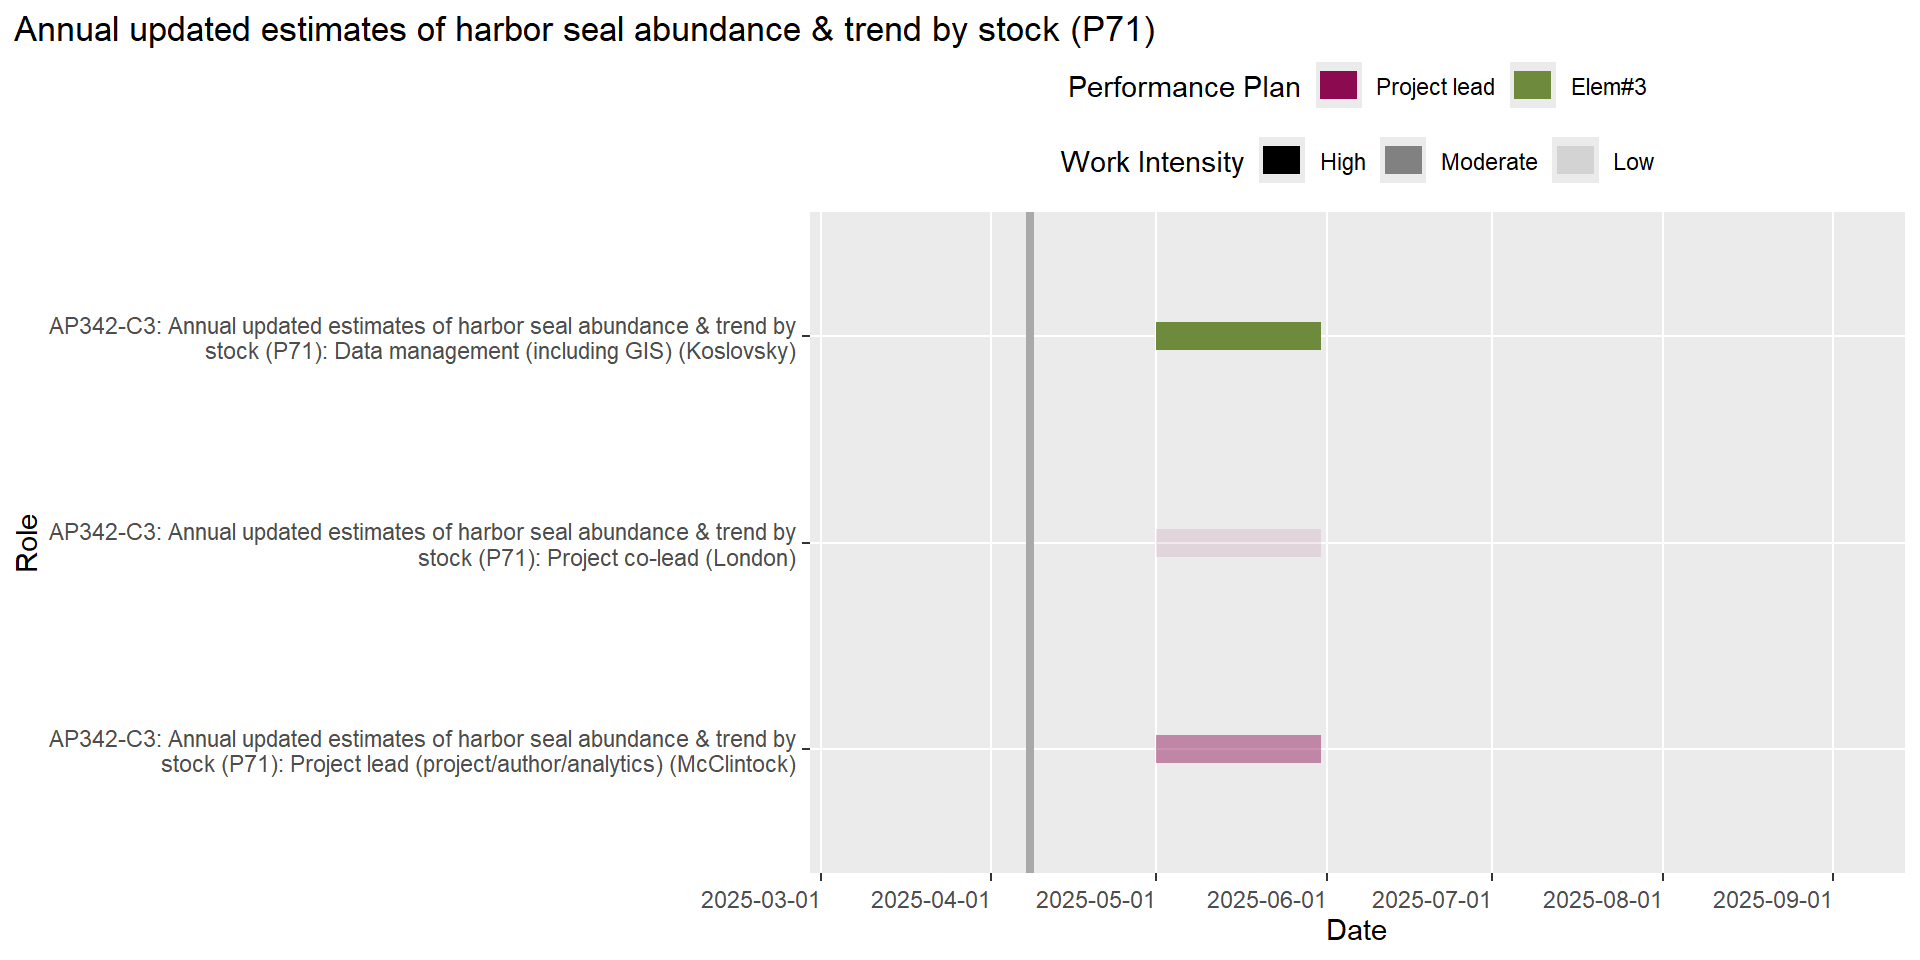 Annual updated estimates of harbor seal abundance & trend by stock (P71)
Performance Plan Project lead Elem#3
Work Intensity High Moderate Low
AP342-C3: Annual updated estimates of harbor seal abundance & trend by
stock (P71): Data management (including GIS) (Koslovsky)
Role
AP342-C3: Annual updated estimates of harbor seal abundance & trend by
stock (P71): Project co-lead (London)
AP342-C3: Annual updated estimates of harbor seal abundance & trend by
stock (P71): Project lead (project/author/analytics) (McClintock)
2025-03-01 2025-04-01 2025-05-01 2025-06-01 2025-07-01 2025-08-01 2025-09-01
Date